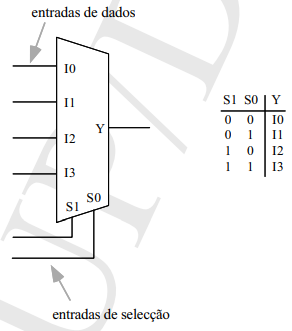 entradas de dados
I0
I1
I2
I3
Y
S1 S0
entradas de selecção
S1 S0 Y
0 0 I0
0 1 I1
1 0 I2
1 1 I3